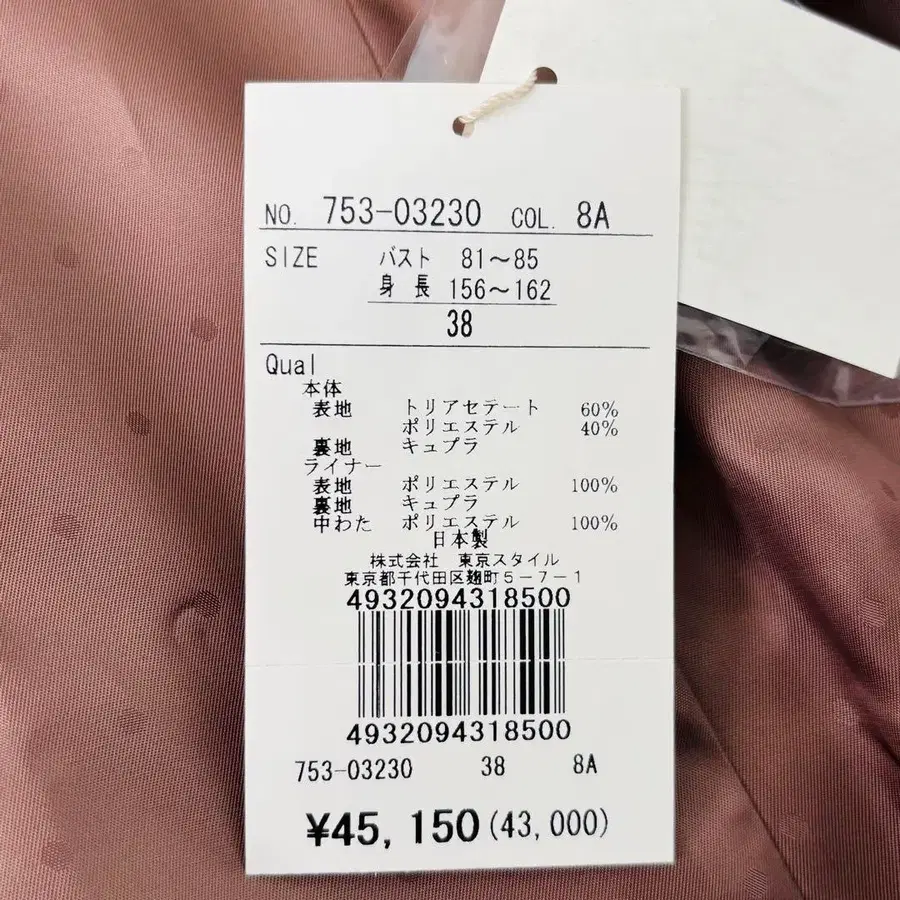 NO. 753-03230 COL. 8A
SIZE バスト 81～85
身長 156～162
38
Qual
本体
表地 トリアセテート 60%
ポリエステル 40%
裏地 キュプラ
ライナー
表地 ポリエステル 100%
裏地 キュプラ
中わた ポリエステル 100%
日本製
株式会社 東京スタイル
東京都千代田区麹町5-7-1
4932094318500
4932094318500
753-03230 38 8A
¥45,150(43,000)